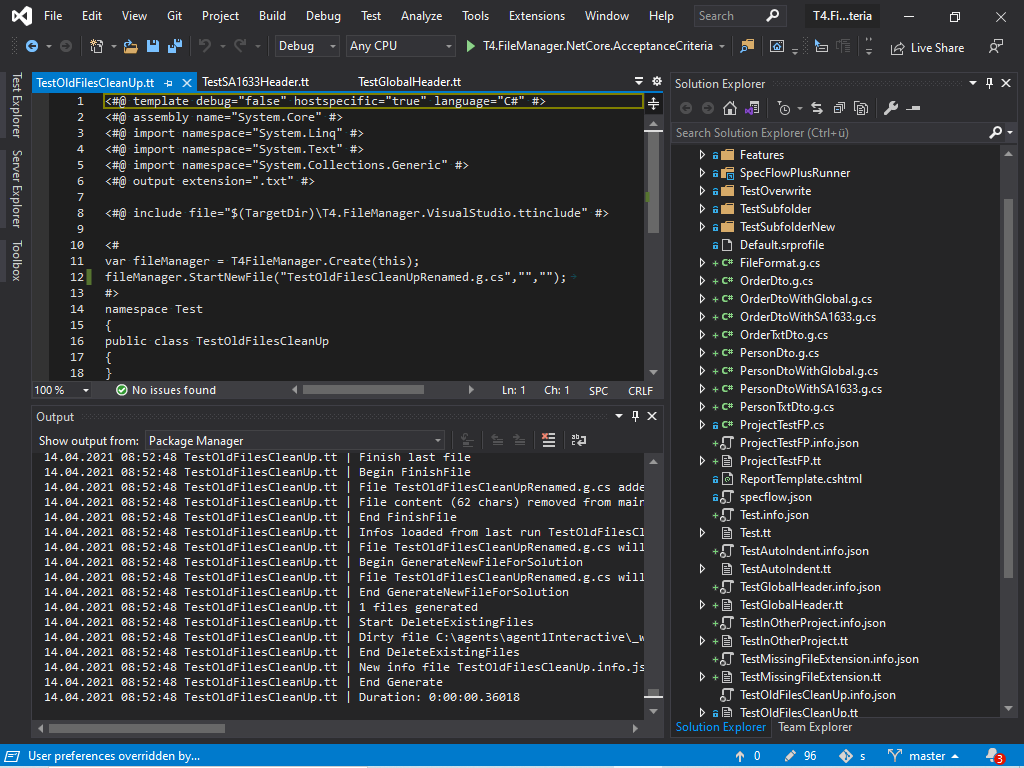 File Edit View Git Project Build Debug Test Analyze Tools Extensions Window Help Search T4.Fi...teria
Debug Any CPU T4.FileManager.NetCore.AcceptanceCriteria Live Share
Test Explorer
Server Explorer
Toolbox
TestOldFilesCleanUp.tt TestSA1633Header.tt TestGlobalHeader.tt
1 <#@ template debug="false" hostspecific="true" language="C#" #>
2 <#@ assembly name="System.Core" #>
3 <#@ import namespace="System.Linq" #>
4 <#@ import namespace="System.Text" #>
5 <#@ import namespace="System.Collections.Generic" #>
6 <#@ output extension=".txt" #>
7
8 <#@ include file="$(TargetDir)\T4.FileManager.VisualStudio.ttinclude" #>
9
10 <#
11 var fileManager = T4FileManager.Create(this);
12 fileManager.StartNewFile("TestOldFilesCleanUpRenamed.g.cs","","");
13 #>
14 namespace Test
15 {
16 public class TestOldFilesCleanUp
17 {
18 }
100 % No issues found Ln: 1 Ch: 1 SPC CRLF
Output
Show output from: Package Manager
14.04.2021 08:52:48 TestOldFilesCleanUp.tt | Finish last file
14.04.2021 08:52:48 TestOldFilesCleanUp.tt | Begin FinishFile
14.04.2021 08:52:48 TestOldFilesCleanUp.tt | File TestOldFilesCleanUpRenamed.g.cs adde
14.04.2021 08:52:48 TestOldFilesCleanUp.tt | File content (62 chars) removed from main
14.04.2021 08:52:48 TestOldFilesCleanUp.tt | End FinishFile
14.04.2021 08:52:48 TestOldFilesCleanUp.tt | Infos loaded from last run TestOldFilesCl
14.04.2021 08:52:48 TestOldFilesCleanUp.tt | File TestOldFilesCleanUpRenamed.g.cs will
14.04.2021 08:52:48 TestOldFilesCleanUp.tt | Begin GenerateNewFileForSolution
14.04.2021 08:52:48 TestOldFilesCleanUp.tt | File TestOldFilesCleanUpRenamed.g.cs will
14.04.2021 08:52:48 TestOldFilesCleanUp.tt | End GenerateNewFileForSolution
14.04.2021 08:52:48 TestOldFilesCleanUp.tt | 1 files generated
14.04.2021 08:52:48 TestOldFilesCleanUp.tt | Start DeleteExistingFiles
14.04.2021 08:52:48 TestOldFilesCleanUp.tt | Dirty file C:\agents\agent1Interactive\_w
14.04.2021 08:52:48 TestOldFilesCleanUp.tt | End DeleteExistingFiles
14.04.2021 08:52:48 TestOldFilesCleanUp.tt | New info file TestOldFilesCleanUp.info.js
14.04.2021 08:52:48 TestOldFilesCleanUp.tt | End Generate
14.04.2021 08:52:48 TestOldFilesCleanUp.tt | Duration: 0:00:00.36018
Solution Explorer
Search Solution Explorer (Ctrl+ü)
Features
SpecFlowPlusRunner
TestOverwrite
TestSubfolder
TestSubfolderNew
Default.srprofile
C# FileFormat.g.cs
C# OrderDto.g.cs
C# OrderDtoWithGlobal.g.cs
C# OrderDtoWithSA1633.g.cs
C# OrderTxtDto.g.cs
C# PersonDto.g.cs
C# PersonDtoWithGlobal.g.cs
C# PersonDtoWithSA1633.g.cs
C# PersonTxtDto.g.cs
C# ProjectTestFP.cs
ProjectTestFP.info.json
ProjectTestFP.tt
ReportTemplate.cshtml
specflow.json
Test.info.json
Test.tt
TestAutoIndent.info.json
TestAutoIndent.tt
TestGlobalHeader.info.json
TestGlobalHeader.tt
TestInOtherProject.info.json
TestInOtherProject.tt
TestMissingFileExtension.info.json
TestMissingFileExtension.tt
TestOldFilesCleanUp.info.json
TestOldFilesCleanUp.tt
Solution Explorer Team Explorer
User preferences overridden by... 0 96 s master 3